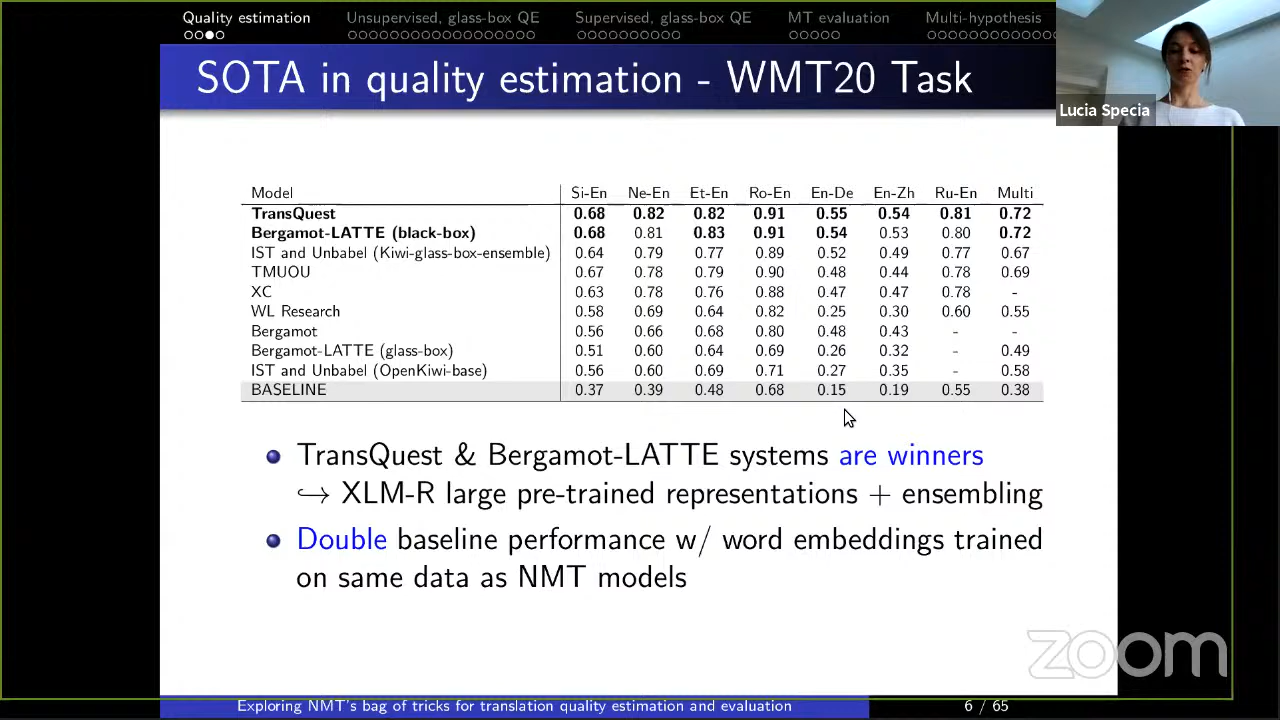 Quality estimation Unsupervised, glass-box QE Supervised, glass-box QE MT evaluation Multi-hypothesis
Lucia Specia
SOTA in quality estimation - WMT20 Task
Model Si-En Ne-En Et-En Ro-En En-De En-Zh Ru-En Multi
TransQuest 0.68 0.82 0.82 0.91 0.55 0.54 0.81 0.72
Bergamot-LATTE (black-box) 0.68 0.81 0.83 0.91 0.54 0.53 0.80 0.72
IST and Unbabel (Kiwi-glass-box-ensemble) 0.64 0.79 0.77 0.89 0.52 0.49 0.77 0.67
TMUOU 0.67 0.78 0.79 0.90 0.48 0.44 0.78 0.69
XC 0.63 0.78 0.76 0.88 0.47 0.47 0.78 -
WL Research 0.58 0.69 0.64 0.82 0.25 0.30 0.60 0.55
Bergamot 0.56 0.66 0.68 0.80 0.48 0.43 - -
Bergamot-LATTE (glass-box) 0.51 0.60 0.64 0.69 0.26 0.32 - 0.49
IST and Unbabel (OpenKiwi-base) 0.56 0.60 0.69 0.71 0.27 0.35 - 0.58
BASELINE 0.37 0.39 0.48 0.68 0.15 0.19 0.55 0.38
TransQuest & Bergamot-LATTE systems are winners
↪ XLM-R large pre-trained representations + ensembling
Double baseline performance w/ word embeddings trained
on same data as NMT models
zoom
Exploring NMT's bag of tricks for translation quality estimation and evaluation 6 / 65